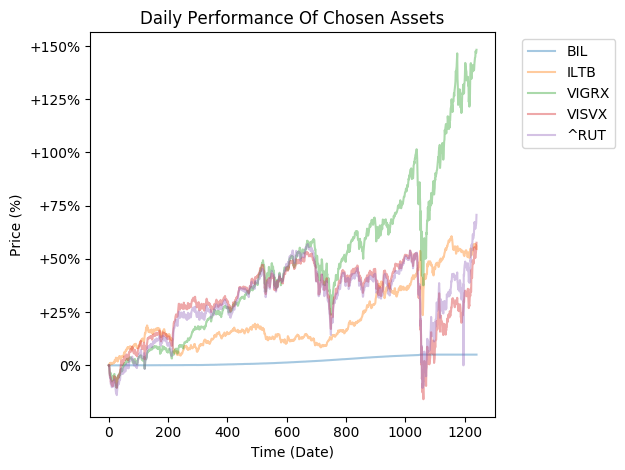 Daily Performance Of Chosen Assets
Price (%)
+150%
+125%
+100%
+75%
+50%
+25%
0%
0 200 400 600 800 1000 1200
Time (Date)
BIL
ILTB
VIGRX
VISVX
^RUT